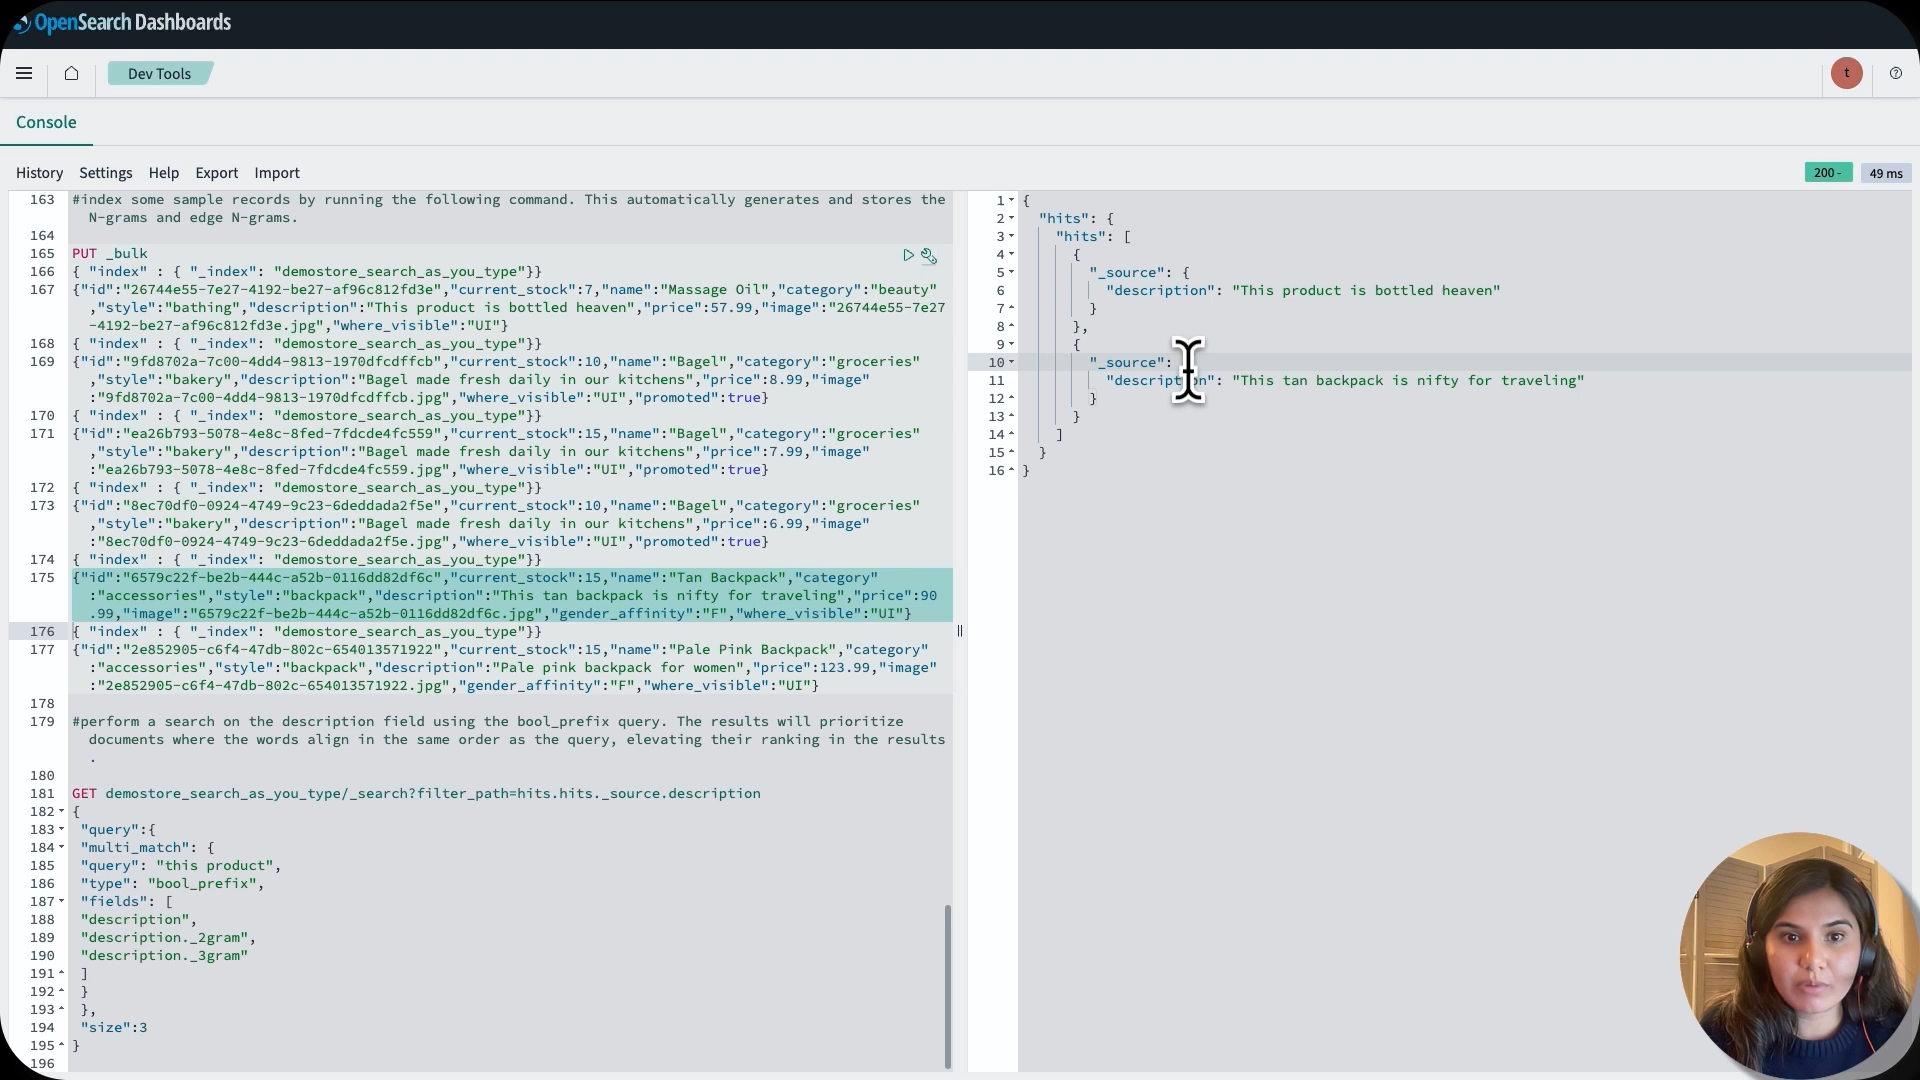 OpenSearch Dashboards
Dev Tools
t
Console
History Settings Help Export Import
200 - 49 ms
163 #index some sample records by running the following command. This automatically generates and stores the
N-grams and edge N-grams.
164
165 PUT _bulk
166 { "index" : { "_index": "demostore_search_as_you_type"}}
167 {"id":"26744e55-7e27-4192-be27-af96c812fd3e","current_stock":7,"name":"Massage Oil","category":"beauty"
,"style":"bathing","description":"This product is bottled heaven","price":57.99,"image":"26744e55-7e27
-4192-be27-af96c812fd3e.jpg","where_visible":"UI"}
168 { "index" : { "_index": "demostore_search_as_you_type"}}
169 {"id":"9fd8702a-7c00-4dd4-9813-1970dfcdffcb","current_stock":10,"name":"Bagel","category":"groceries"
,"style":"bakery","description":"Bagel made fresh daily in our kitchens","price":8.99,"image"
:"9fd8702a-7c00-4dd4-9813-1970dfcdffcb.jpg","where_visible":"UI","promoted":true}
170 { "index" : { "_index": "demostore_search_as_you_type"}}
171 {"id":"ea26b793-5078-4e8c-8fed-7fdcde4fc559","current_stock":15,"name":"Bagel","category":"groceries"
,"style":"bakery","description":"Bagel made fresh daily in our kitchens","price":7.99,"image"
:"ea26b793-5078-4e8c-8fed-7fdcde4fc559.jpg","where_visible":"UI","promoted":true}
172 { "index" : { "_index": "demostore_search_as_you_type"}}
173 {"id":"8ec70df0-0924-4749-9c23-6deddada2f5e","current_stock":10,"name":"Bagel","category":"groceries"
,"style":"bakery","description":"Bagel made fresh daily in our kitchens","price":6.99,"image"
:"8ec70df0-0924-4749-9c23-6deddada2f5e.jpg","where_visible":"UI","promoted":true}
174 { "index" : { "_index": "demostore_search_as_you_type"}}
175 {"id":"6579c22f-be2b-444c-a52b-0116dd82df6c","current_stock":15,"name":"Tan Backpack","category"
:"accessories","style":"backpack","description":"This tan backpack is nifty for traveling","price":90
.99,"image":"6579c22f-be2b-444c-a52b-0116dd82df6c.jpg","gender_affinity":"F","where_visible":"UI"}
176 { "index" : { "_index": "demostore_search_as_you_type"}}
177 {"id":"2e852905-c6f4-47db-802c-654013571922","current_stock":15,"name":"Pale Pink Backpack","category"
:"accessories","style":"backpack","description":"Pale pink backpack for women","price":123.99,"image"
:"2e852905-c6f4-47db-802c-654013571922.jpg","gender_affinity":"F","where_visible":"UI"}
178
179 #perform a search on the description field using the bool_prefix query. The results will prioritize
documents where the words align in the same order as the query, elevating their ranking in the results
.
180
181 GET demostore_search_as_you_type/_search?filter_path=hits.hits._source.description
182 {
183 "query":{
184 "multi_match": {
185 "query": "this product",
186 "type": "bool_prefix",
187 "fields": [
188 "description",
189 "description._2gram",
190 "description._3gram"
191 ]
192 }
193 },
194 "size":3
195 }
196
1 {
2 "hits": {
3 "hits": [
4 {
5 "_source": {
6 "description": "This product is bottled heaven"
7 }
8 },
9 {
10 "_source":
11 "description": "This tan backpack is nifty for traveling"
12 }
13 }
14 ]
15 }
16 }